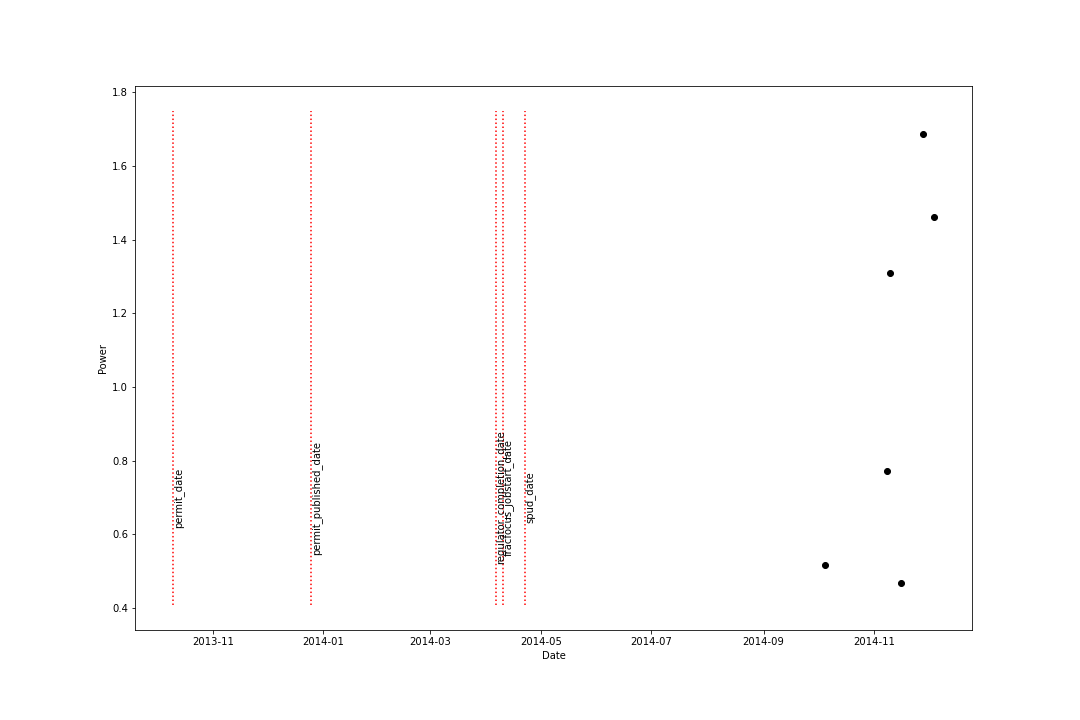 1.8
1.6
1.4
1.2
1.0
0.8
0.6
0.4
Power
permit_date
permit_published_date
regulator_completion_date
fracfocus_jobstart_date
spud_date
2013-11
2014-01
2014-03
2014-05
2014-07
2014-09
2014-11
Date